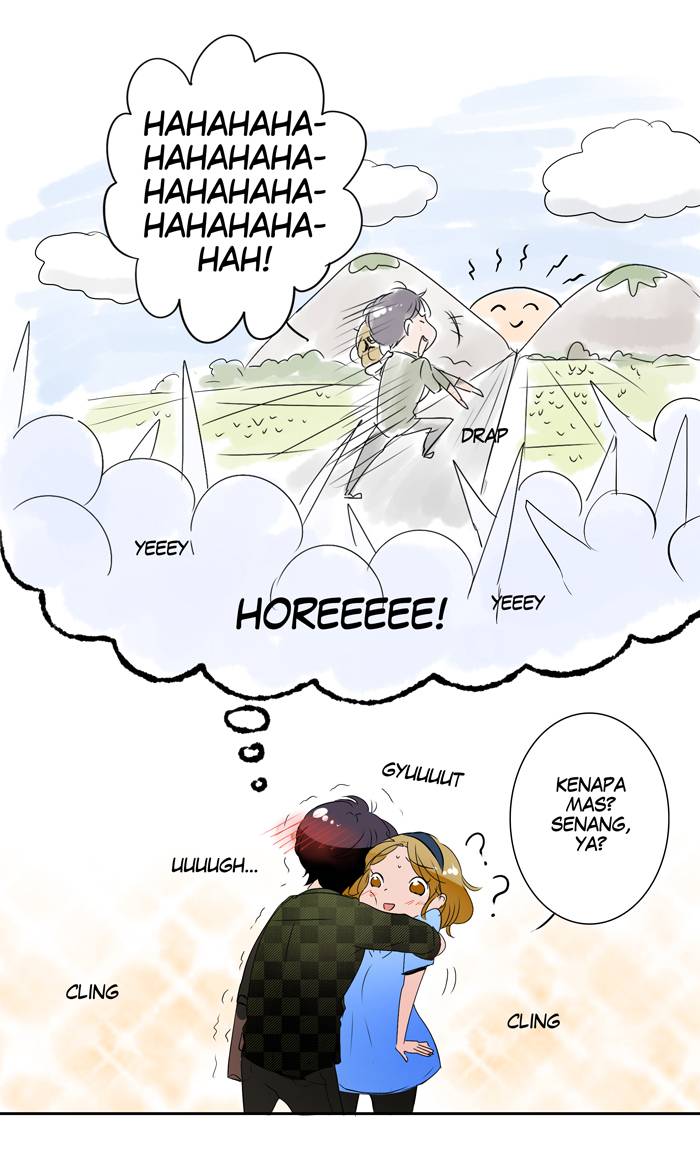 HAHAHAHA-
HAHAHAHA-
HAHAHAHA-
HAHAHAHA-
HAH!
DRAP
YEEEY
YEEEY
HOREEEEE!
GYUUUUT
KENAPA
MAS?
SENANG,
YA?
UUUUGH...
? ? ?
CLING
CLING